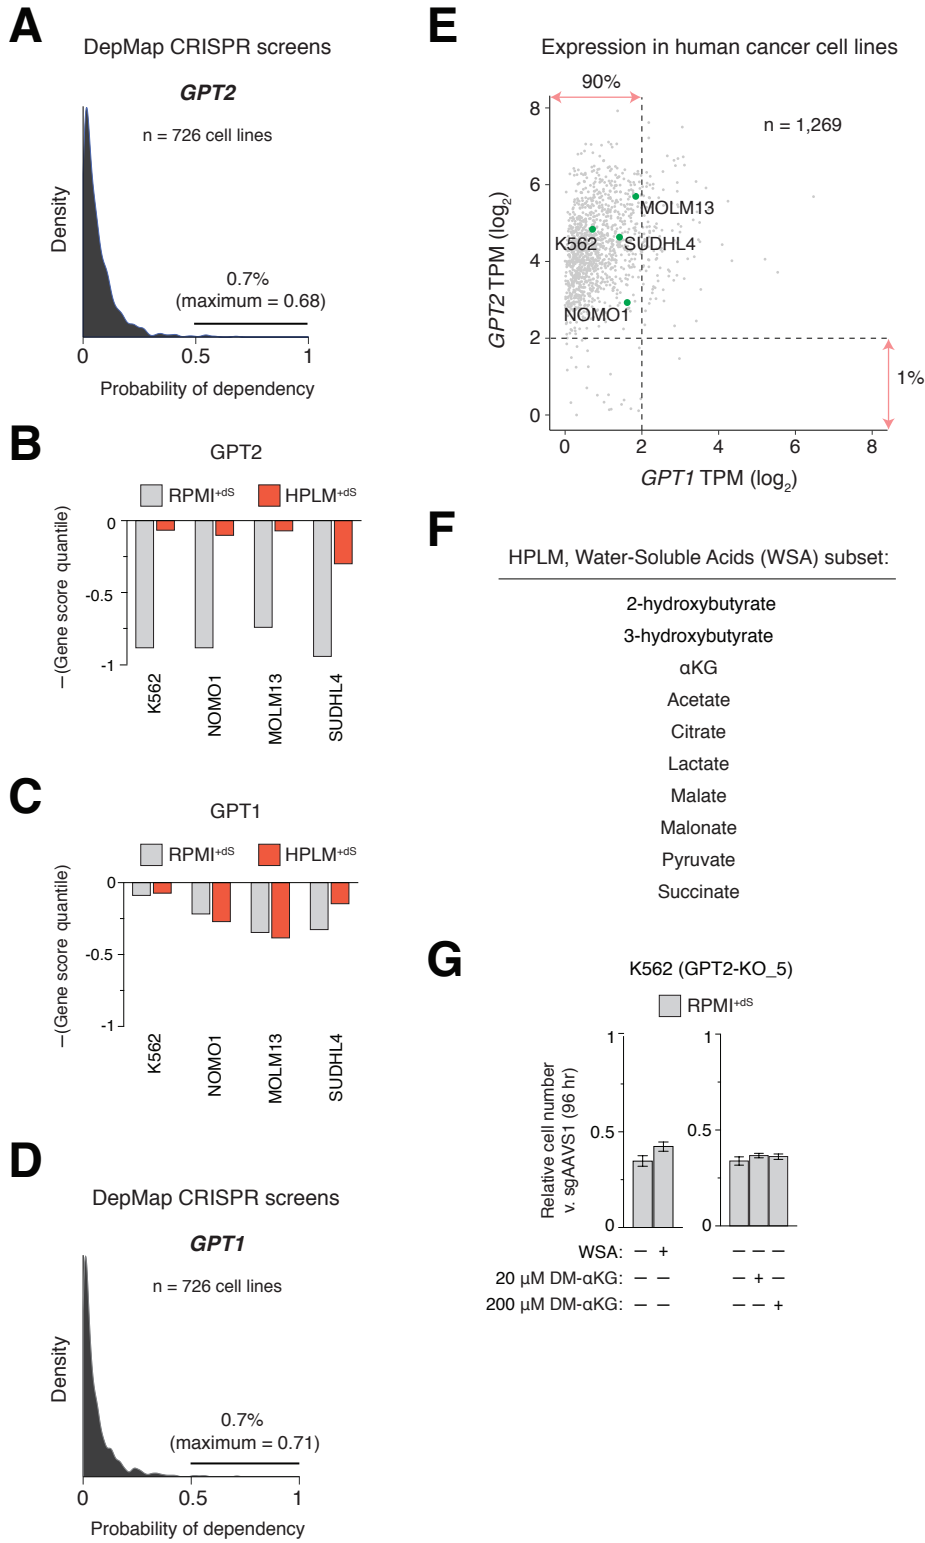 A
DepMap CRISPR screens
GPT2
n = 726 cell lines
Density
0.7%
(maximum = 0.68)
0
0.5
1
Probability of dependency
B
GPT2
RPMI+dS
HPLM+dS
–(Gene score quantile)
0
-0.5
-1
K562
NOMO1
MOLM13
SUDHL4
C
GPT1
RPMI+dS
HPLM+dS
–(Gene score quantile)
0
-0.5
-1
K562
NOMO1
MOLM13
SUDHL4
D
DepMap CRISPR screens
GPT1
n = 726 cell lines
Density
0.7%
(maximum = 0.71)
0
0.5
1
Probability of dependency
E
Expression in human cancer cell lines
90%
n = 1,269
GPT2 TPM (log2)
8
6
4
2
0
MOLM13
K562
SUDHL4
NOMO1
1%
0
2
4
6
8
GPT1 TPM (log2)
F
HPLM, Water-Soluble Acids (WSA) subset:
2-hydroxybutyrate
3-hydroxybutyrate
αKG
Acetate
Citrate
Lactate
Malate
Malonate
Pyruvate
Succinate
G
K562 (GPT2-KO_5)
RPMI+dS
Relative cell number
v. sgAAVS1 (96 hr)
1
0.5
0
1
0.5
0
WSA: – + – – –
20 µM DM-αKG: – – – + –
200 µM DM-αKG: – – – – +